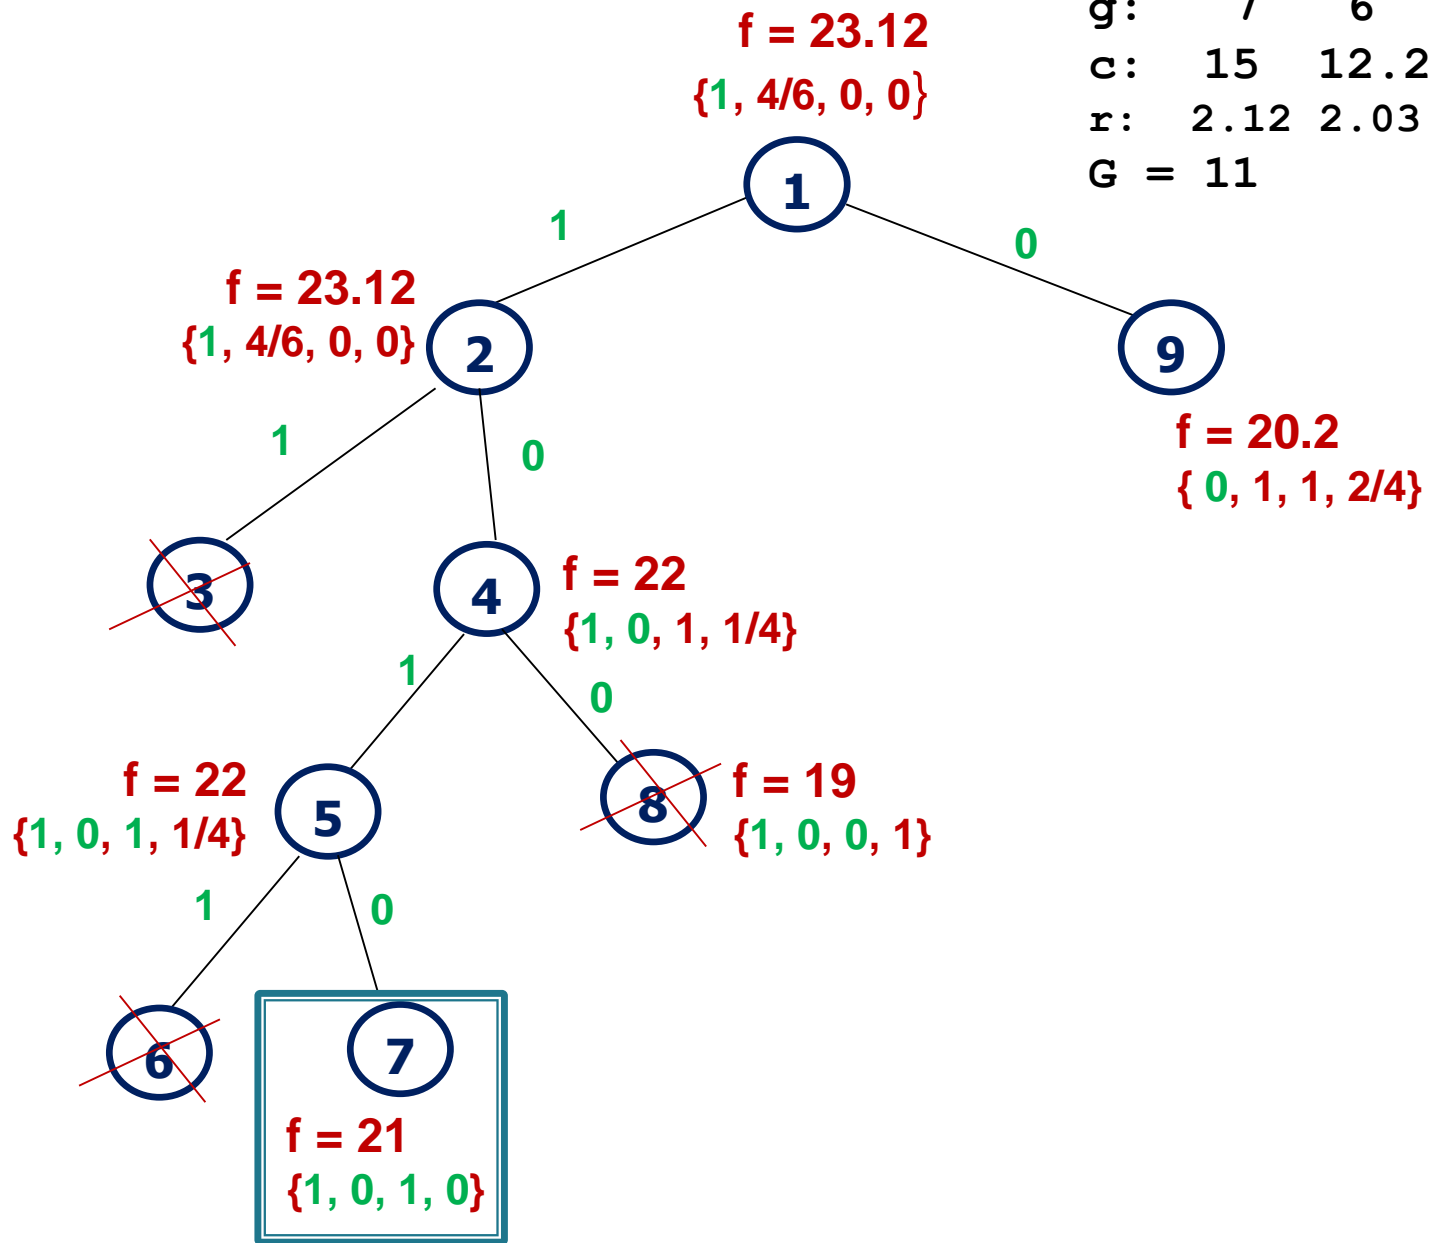 g: 7 6
f = 23.12
c: 15 12.2
{1, 4/6, 0, 0}
r: 2.12 2.03
G = 11
1
1
0
f = 23.12
{1, 4/6, 0, 0}
2
9
1
0
f = 20.2
{ 0, 1, 1, 2/4}
3
4
f = 22
{1, 0, 1, 1/4}
1
0
f = 22
{1, 0, 1, 1/4}
5
8
f = 19
{1, 0, 0, 1}
1
0
6
7
f = 21
{1, 0, 1, 0}